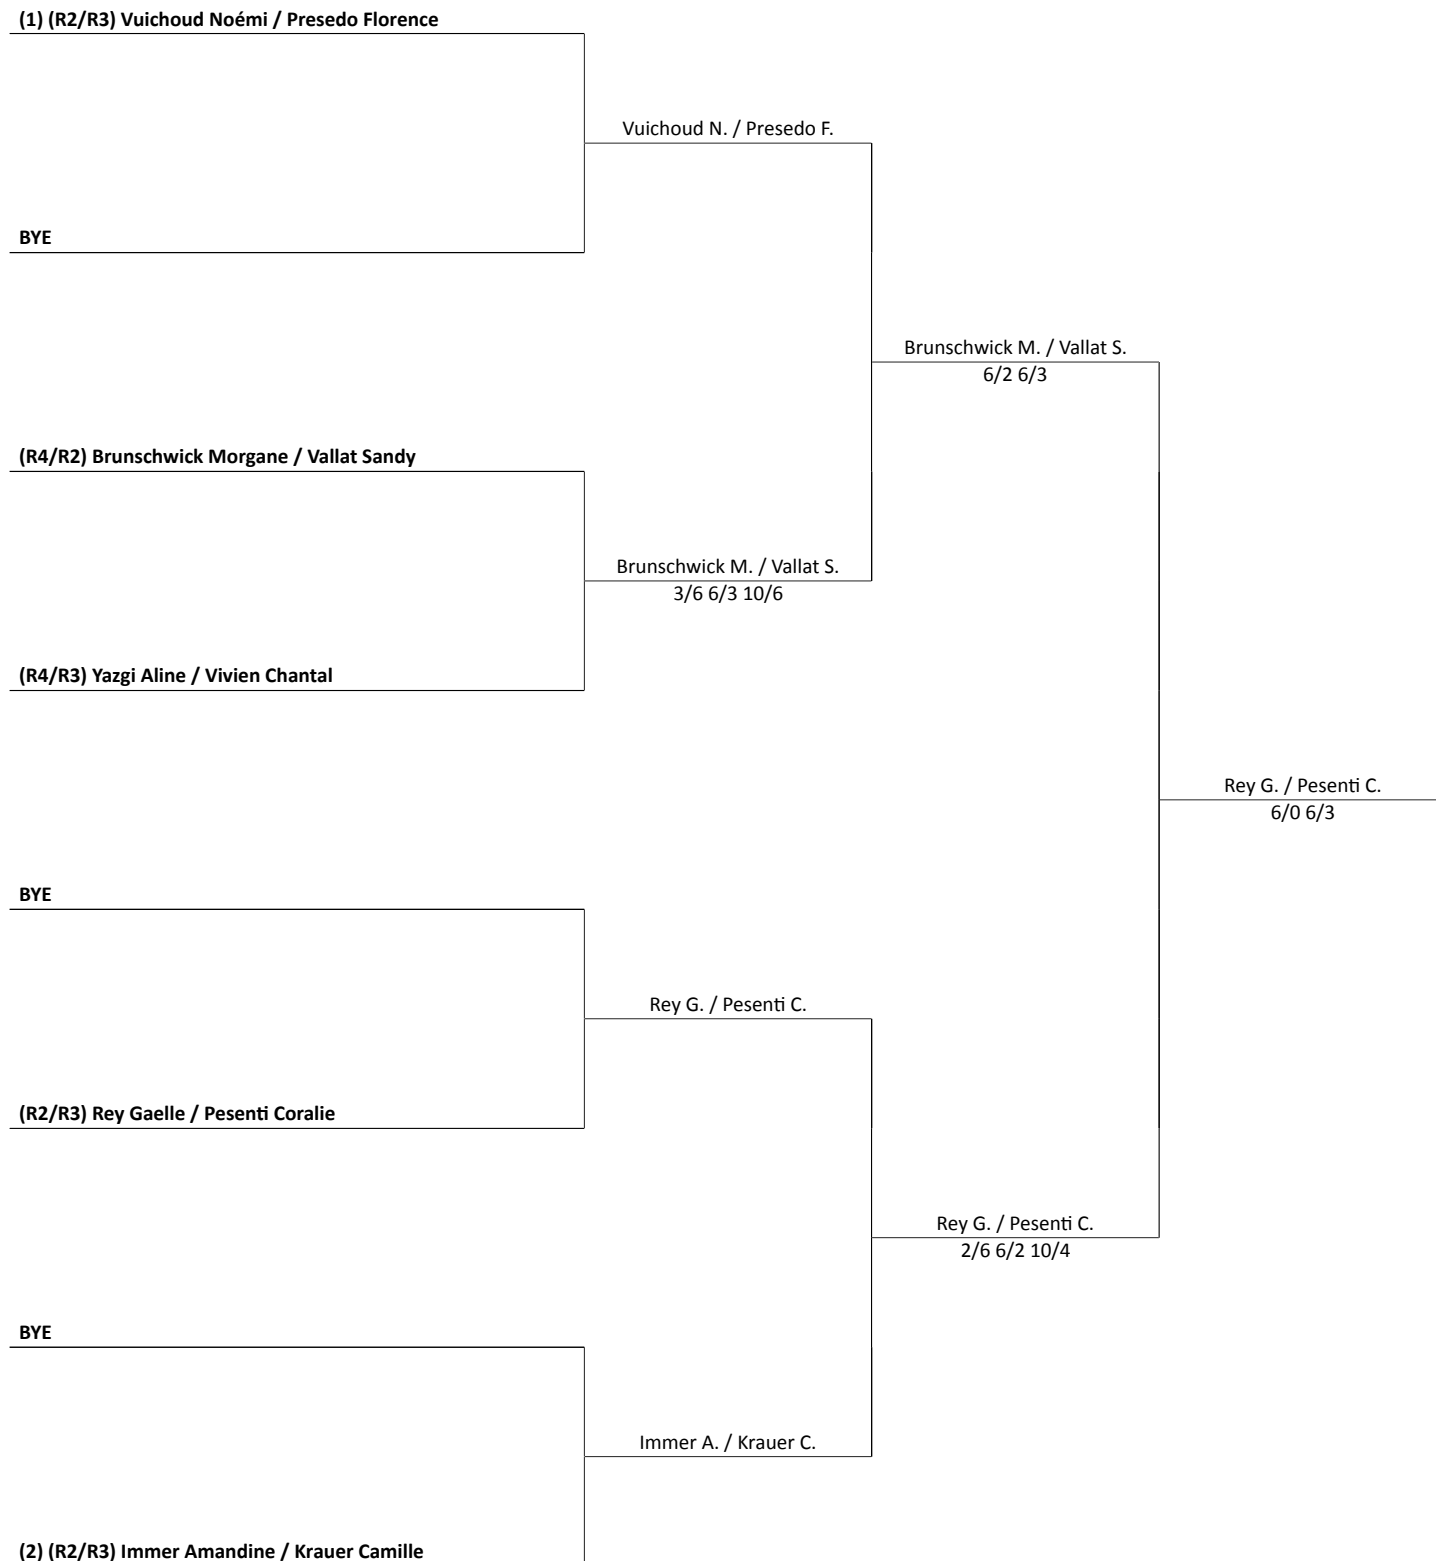 (1) (R2/R3) Vuichoud Noémi / Presedo Florence
Vuichoud N. / Presedo F.
BYE
Brunschwick M. / Vallat S.
6/2 6/3
(R4/R2) Brunschwick Morgane / Vallat Sandy
Brunschwick M. / Vallat S.
3/6 6/3 10/6
(R4/R3) Yazgi Aline / Vivien Chantal
Rey G. / Pesenti C.
6/0 6/3
BYE
Rey G. / Pesenti C.
(R2/R3) Rey Gaelle / Pesenti Coralie
Rey G. / Pesenti C.
2/6 6/2 10/4
BYE
Immer A. / Krauer C.
(2) (R2/R3) Immer Amandine / Krauer Camille